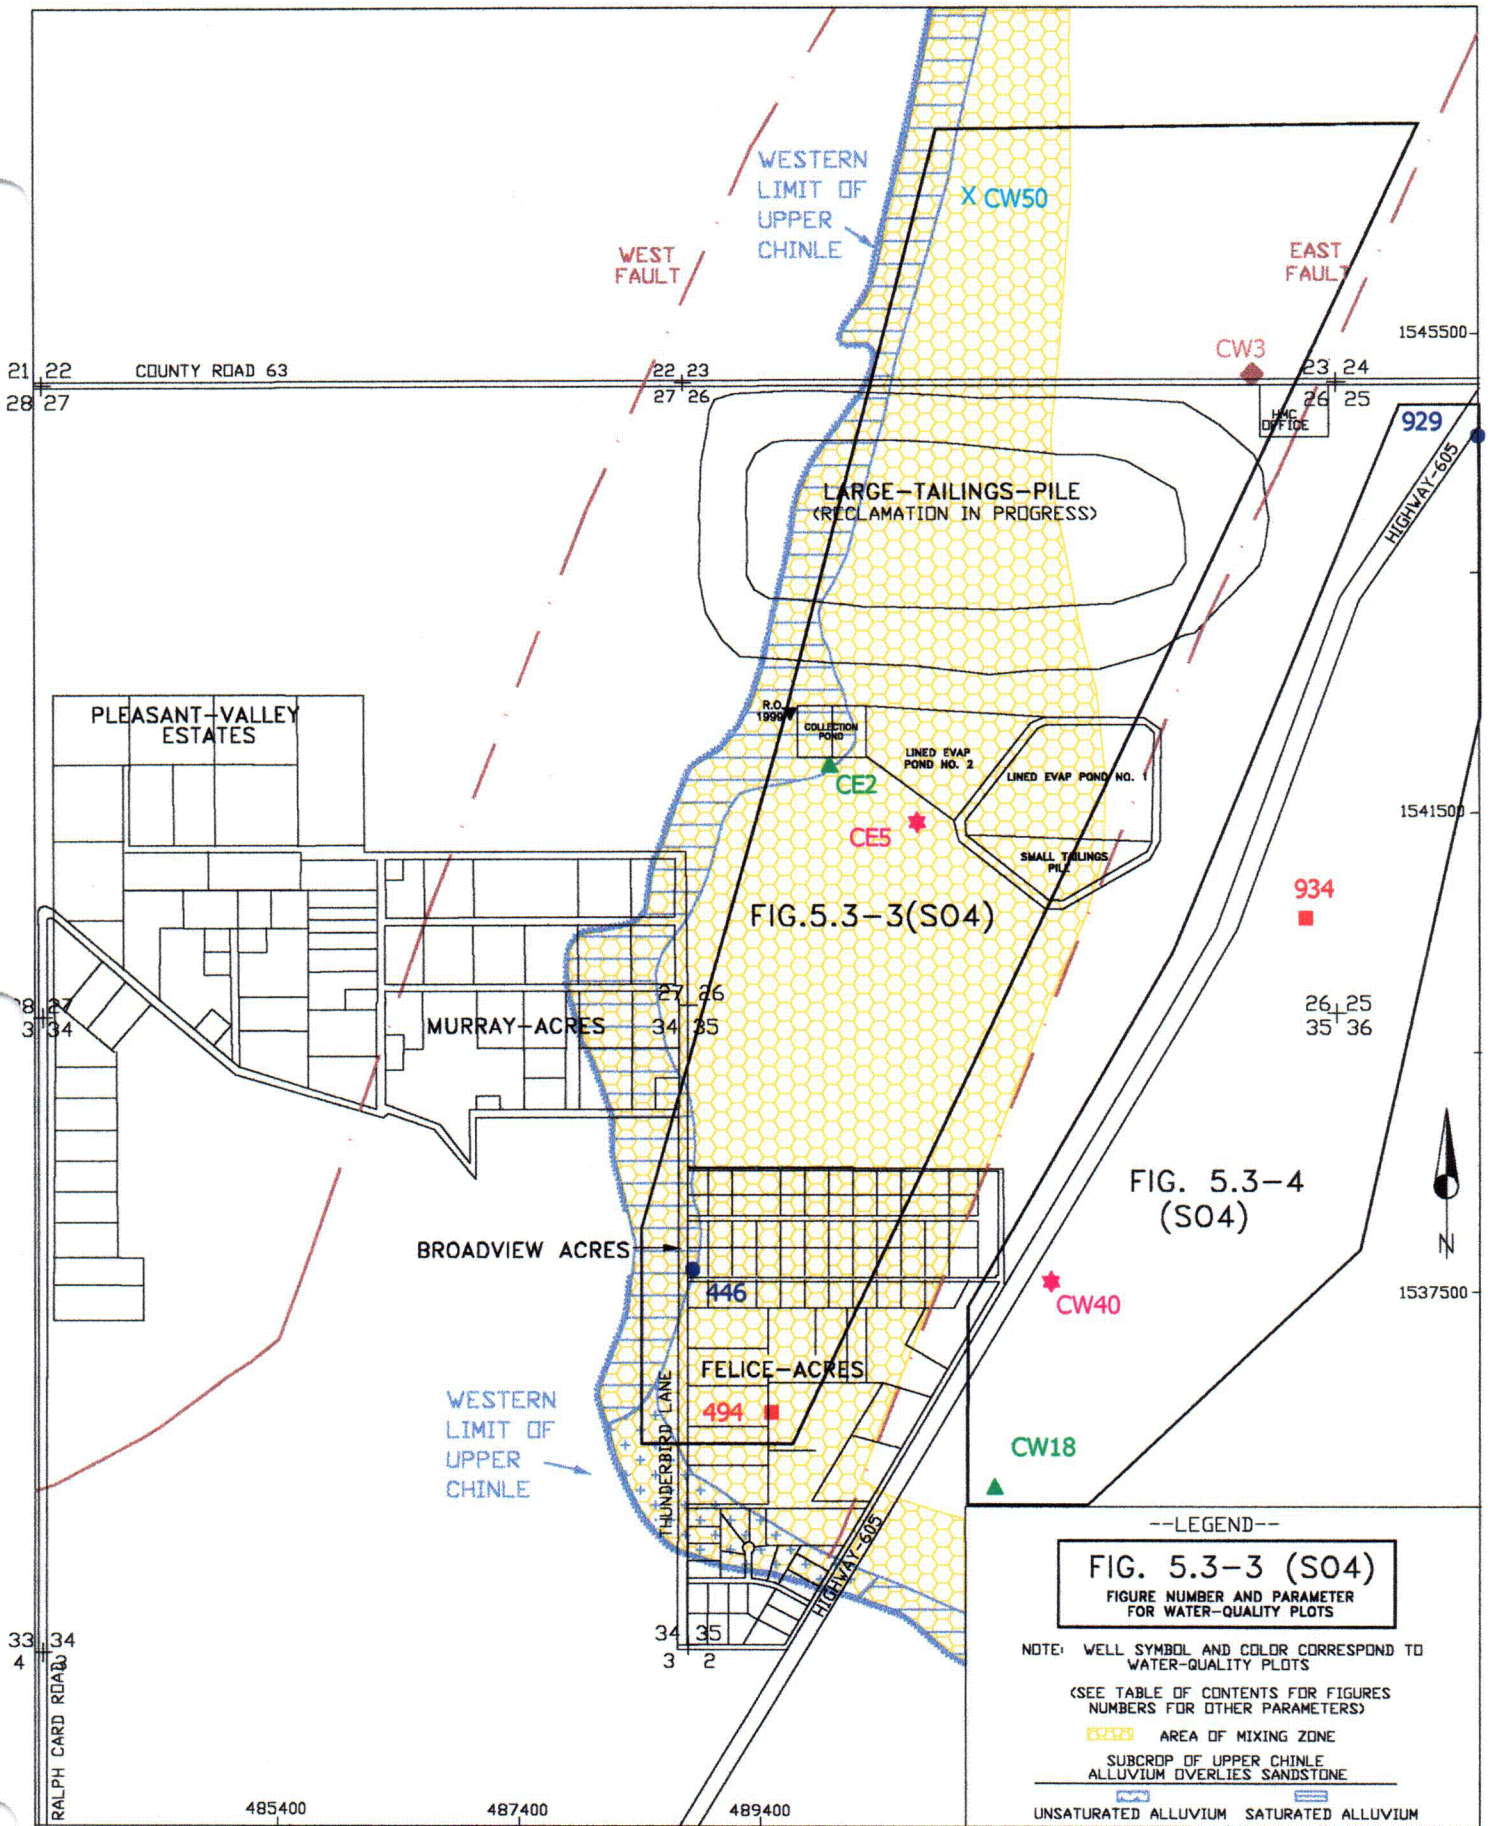 WESTERN
LIMIT OF
UPPER
CHINLE
X CW50
WEST
FAULT
EAST
FAULT
1545500
CW3
21 22
28 27
COUNTY ROAD 63
22 23
27 26
23 24
26 25
HMC
OFFICE
929
HIGHWAY-605
LARGE-TAILINGS-PILE
(RECLAMATION IN PROGRESS)
PLEASANT-VALLEY
ESTATES
R.O.
1999
COLLECTION
POND
LINED EVAP
POND NO. 2
LINED EVAP POND NO. 1
CE2
CE5
1541500
SMALL TAILINGS
PILE
934
FIG.5.3-3(SO4)
27 26
34 35
28 27
3 34
26 25
35 36
MURRAY-ACRES
FIG. 5.3-4
(SO4)
N
BROADVIEW ACRES
446
CW40
1537500
FELICE-ACRES
494
THUNDERBIRD LANE
WESTERN
LIMIT OF
UPPER
CHINLE
CW18
HIGHWAY-605
33 34
4 3
34 35
3 2
RALPH CARD ROAD
485400
487400
489400
--LEGEND--
FIG. 5.3-3 (SO4)
FIGURE NUMBER AND PARAMETER
FOR WATER-QUALITY PLOTS
NOTE: WELL SYMBOL AND COLOR CORRESPOND TO
WATER-QUALITY PLOTS
(SEE TABLE OF CONTENTS FOR FIGURES
NUMBERS FOR OTHER PARAMETERS)
AREA OF MIXING ZONE
SUBCROP OF UPPER CHINLE
ALLUVIUM OVERLIES SANDSTONE
UNSATURATED ALLUVIUM SATURATED ALLUVIUM